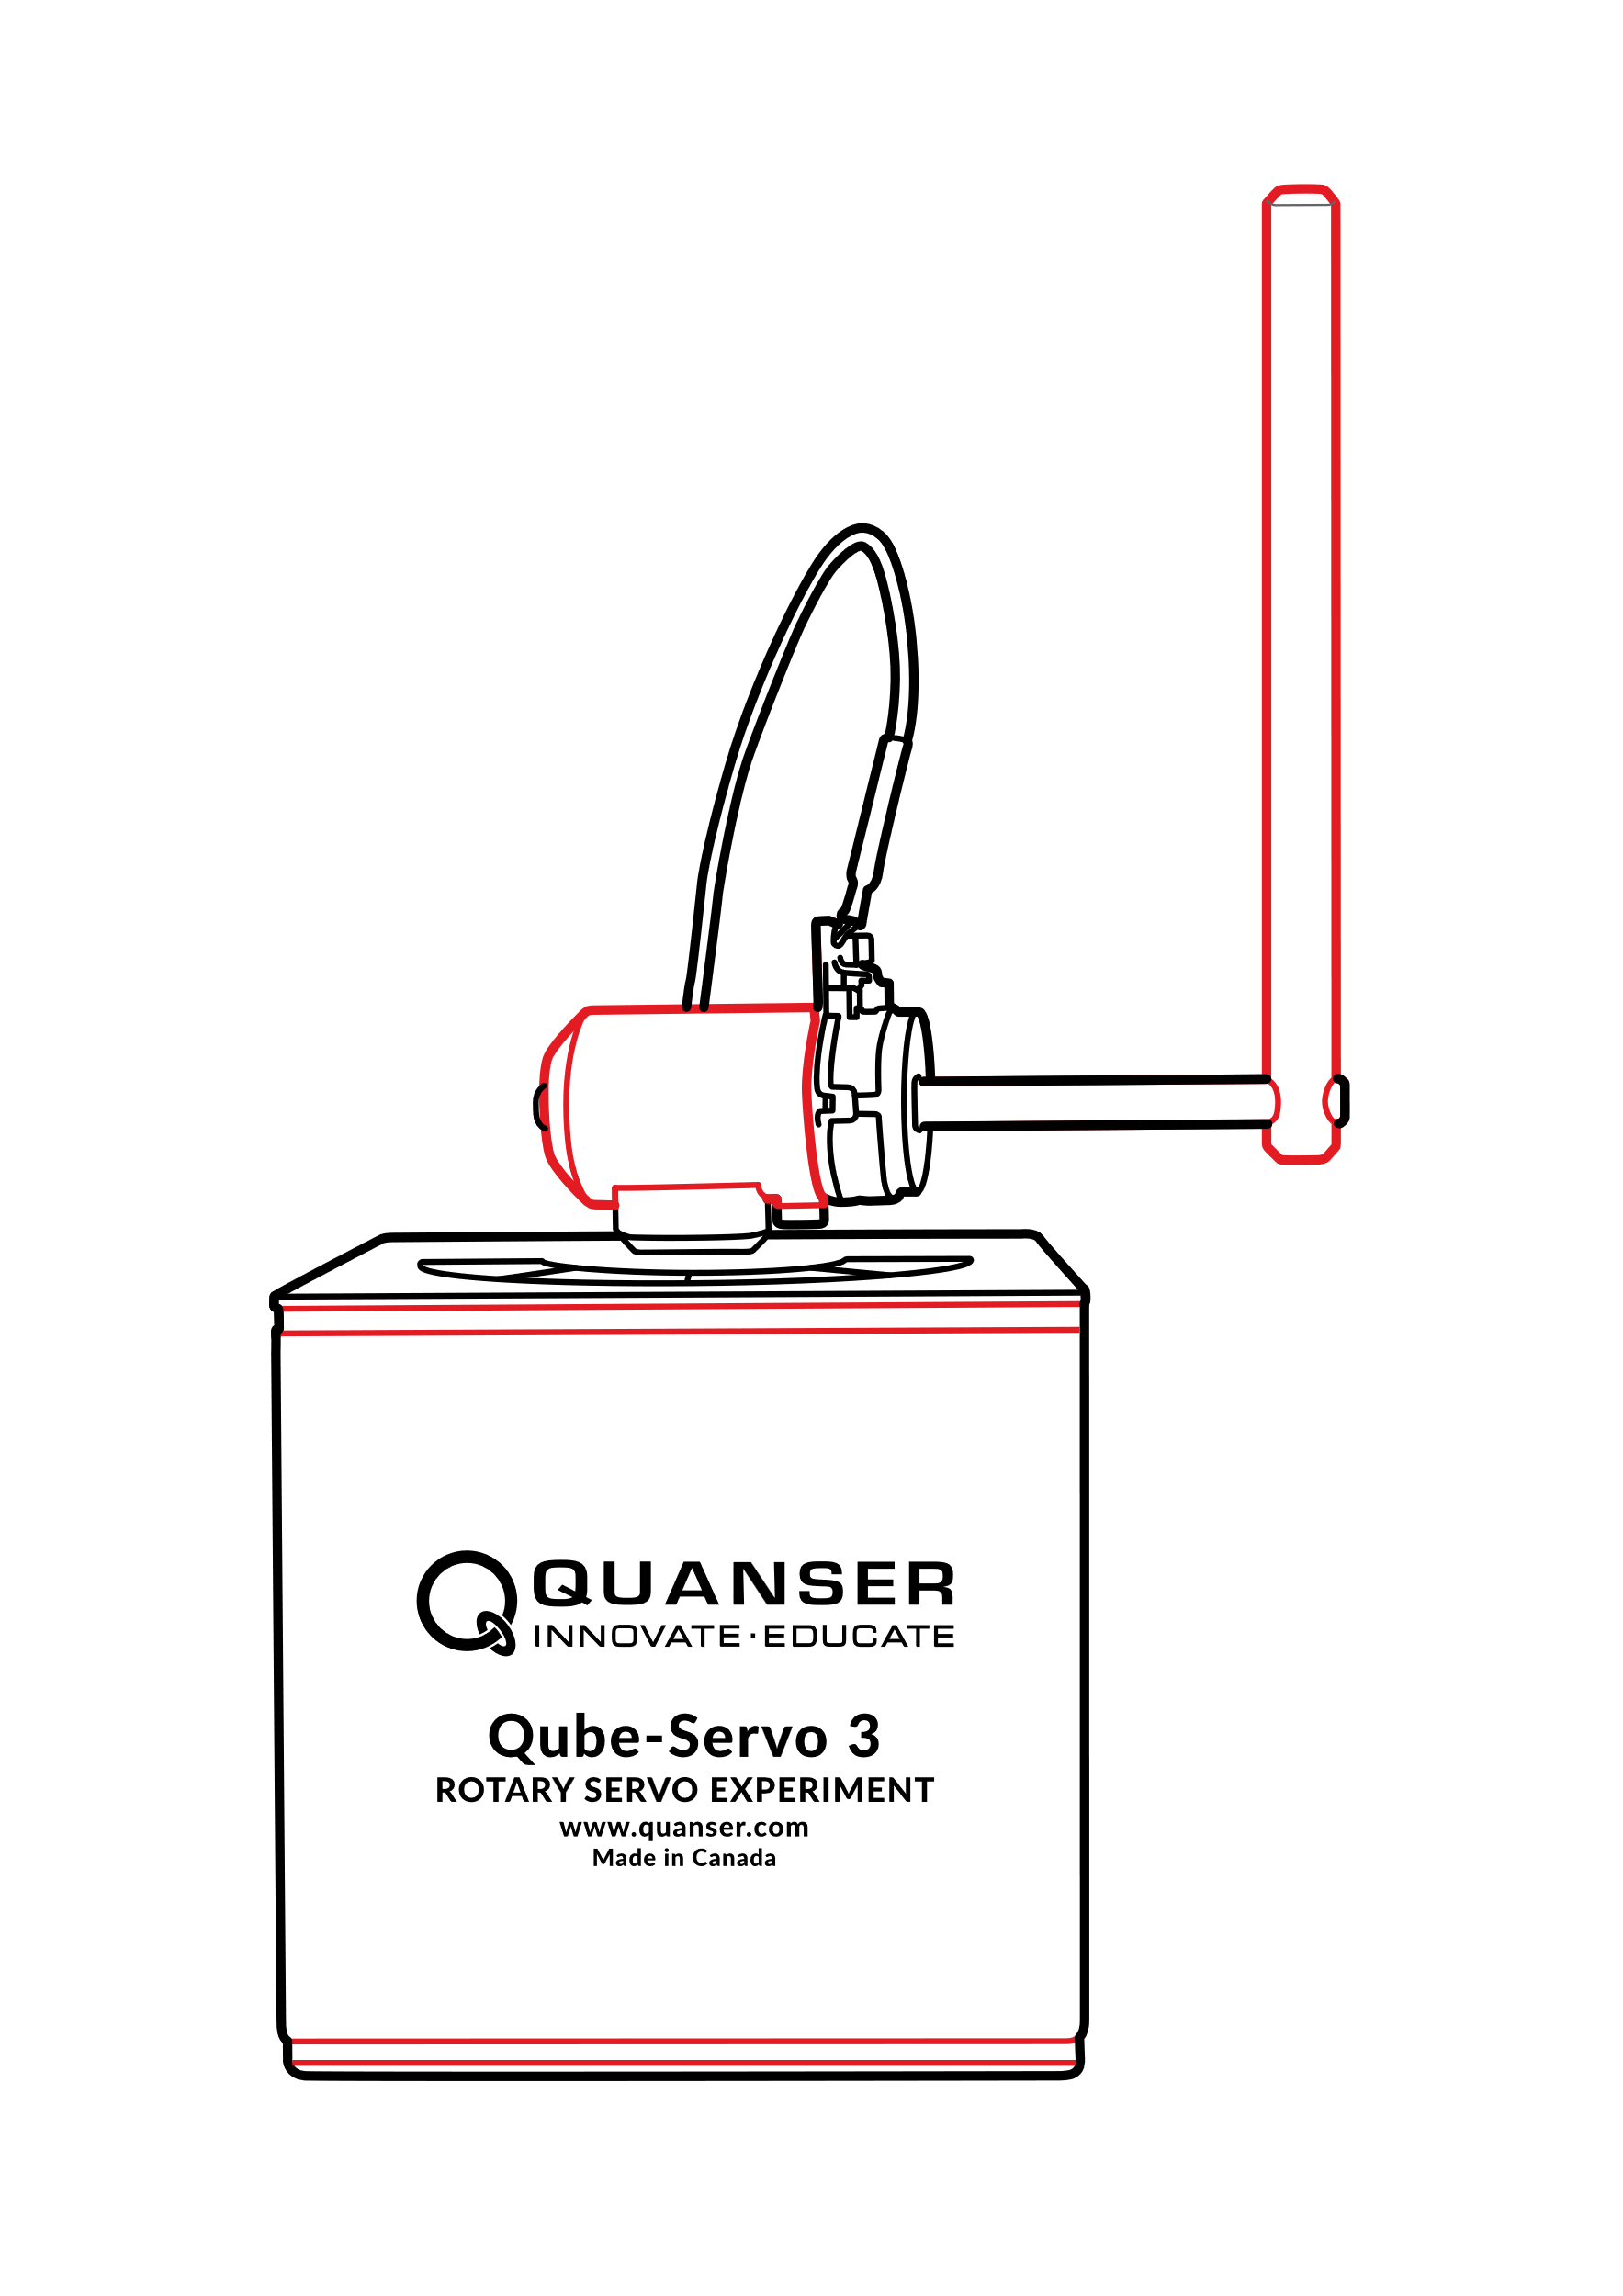 QUANSER
INNOVATE·EDUCATE
Qube-Servo 3
ROTARY SERVO EXPERIMENT
www.quanser.com
Made in Canada